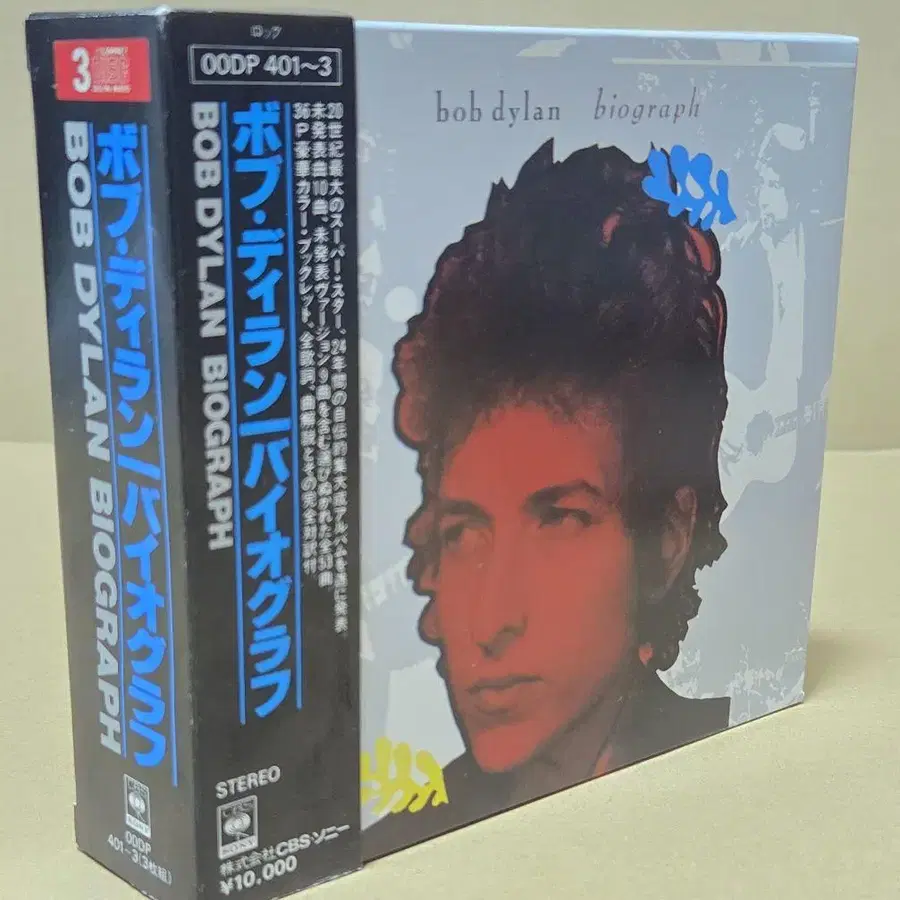 3
ボブ・ディラン/バイオグラフ
BOB DYLAN BIOGRAPH
CBS
SONY
00DP
401〜3(3枚組)
ロック
00DP 401〜3
ボブ・ディラン/バイオグラフ
BOB DYLAN BIOGRAPH
20世紀最大のスーパー・スター、24年間の自伝的集大成アルバムを遂に発表。
未発表曲10曲、未発表ヴァージョン9曲を含む選びぬかれた全53曲。
36P豪華カラー・ブックレット、全歌詞、曲解説とその完全対訳付。
STEREO
CBS
SONY
株式会社CBS・ソニー
¥10,000
bob dylan biograph